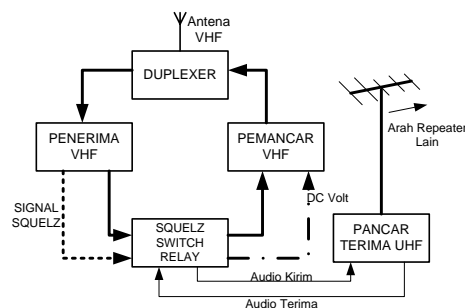 Antena
VHF
DUPLEXER
PENERIMA
VHF
PEMANCAR
VHF
Arah Repeater
Lain
SIGNAL
SQUELZ
DC Volt
SQUELZ
SWITCH
RELAY
PANCAR
TERIMA UHF
Audio Kirim
Audio Terima